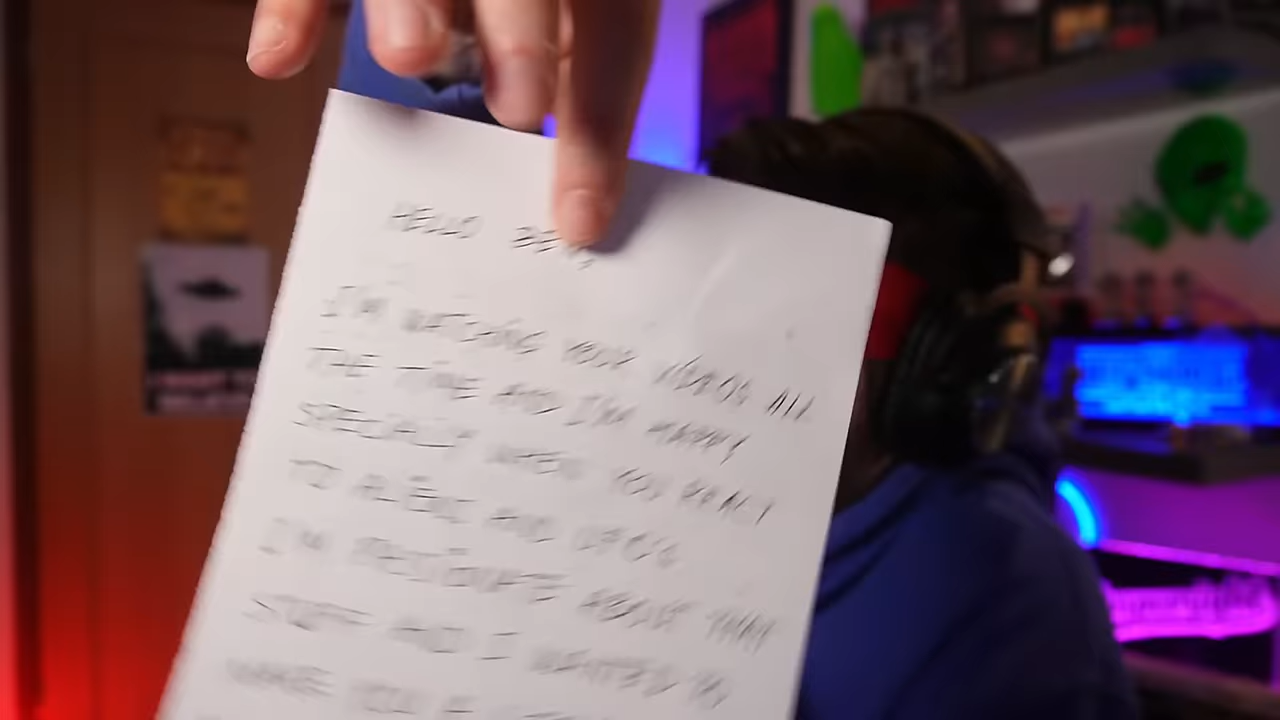 HELLO
I'M WATCHING YOUR VIDEOS ALL
THE TIME AND I'M HAPPY
SPECIALLY WHEN YOU REACT
TO ALIENS AND UFO'S
I'M PASSIONATE ABOUT THAT
STUFF AND I WANTED TO
MAKE YOU A